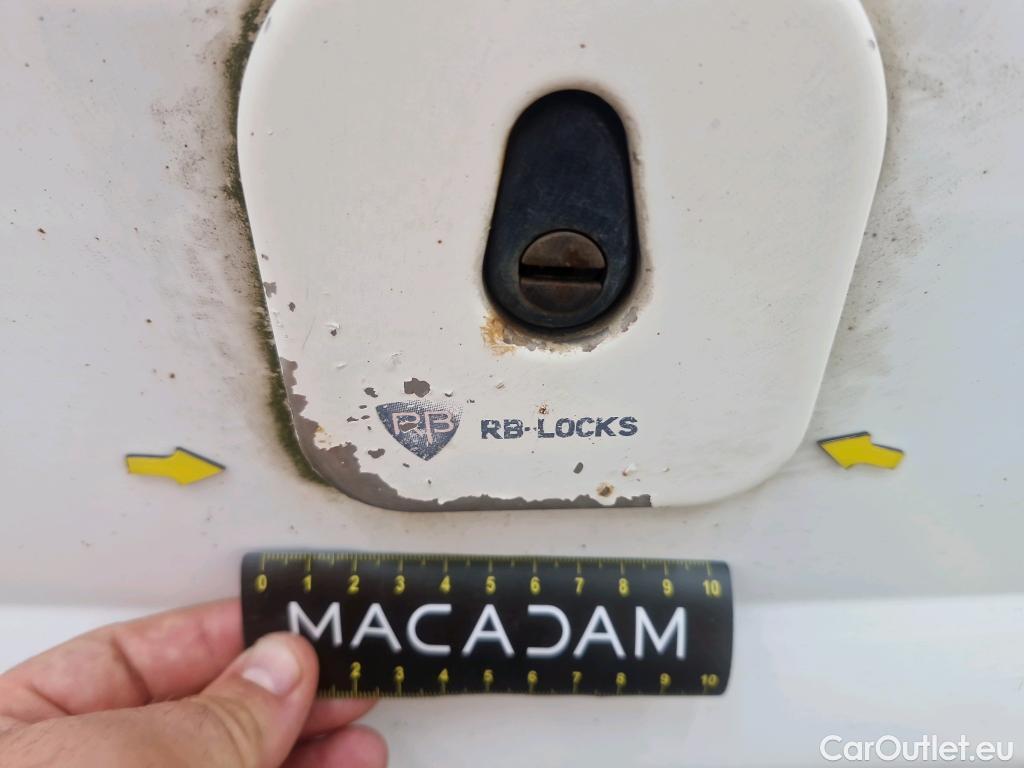 RB
RB-LOCKS
0 1 2 3 4 5 6 7 8 9 10
MACADAM
2 3 4 5 6 7 8 9 10
CarOutlet.eu